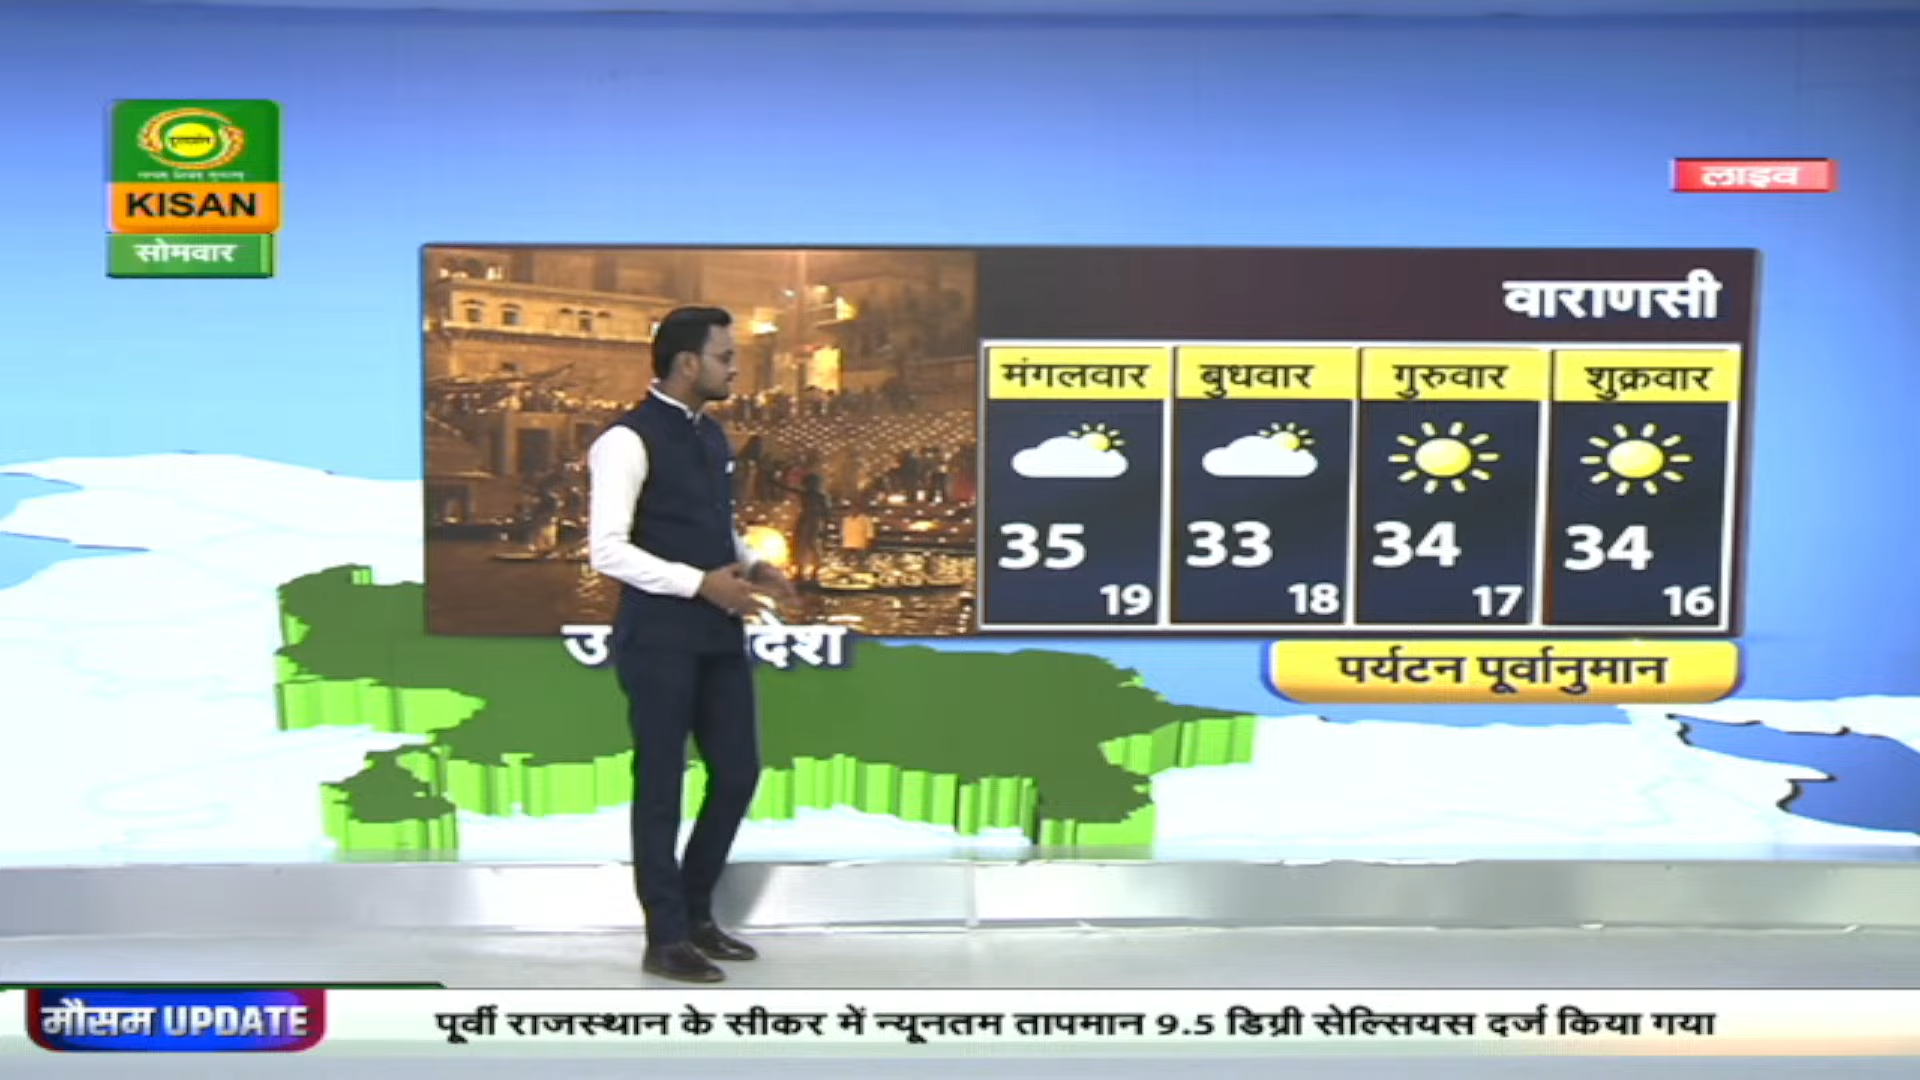 KISAN
सोमवार
लाइव
वाराणसी
मंगलवार बुधवार गुरुवार शुक्रवार
35 33 34 34
19 18 17 16
पर्यटन पूर्वानुमान
मौसम UPDATE
पूर्वी राजस्थान के सीकर में न्यूनतम तापमान 9.5 डिग्री सेल्सियस दर्ज किया गया